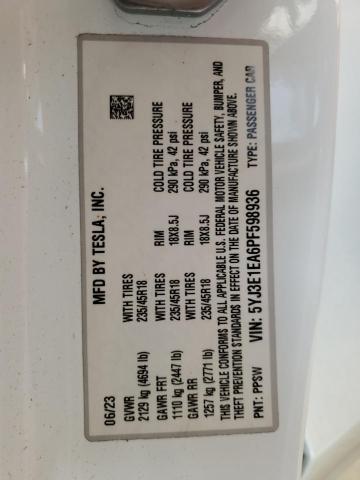 MFD BY TESLA, INC.
06/23
GVWR WITH TIRES RIM COLD TIRE PRESSURE
2129 kg (4694 lb) 235/45R18 18X8.5J 290 kPa, 42 psi
GAWR FRT WITH TIRES RIM COLD TIRE PRESSURE
1110 kg (2447 lb) 235/45R18 18X8.5J 290 kPa, 42 psi
GAWR RR
1257 kg (2771 lb)
THIS VEHICLE CONFORMS TO ALL APPLICABLE U.S. FEDERAL MOTOR VEHICLE SAFETY, BUMPER, AND
THEFT PREVENTION STANDARDS IN EFFECT ON THE DATE OF MANUFACTURE SHOWN ABOVE.
VIN: 5YJ3E1EA6PF598936
PNT: PPSW TYPE: PASSENGER CAR